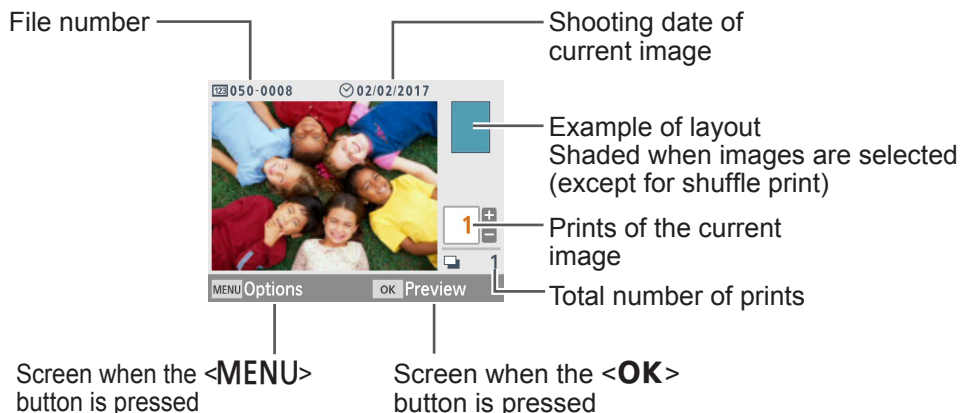 File number
Shooting date of
current image
123 050-0008
02/02/2017
Example of layout
Shaded when images are selected
(except for shuffle print)
1
Prints of the current
image
1
Total number of prints
MENU Options
OK Preview
Screen when the <MENU>
button is pressed
Screen when the <OK>
button is pressed